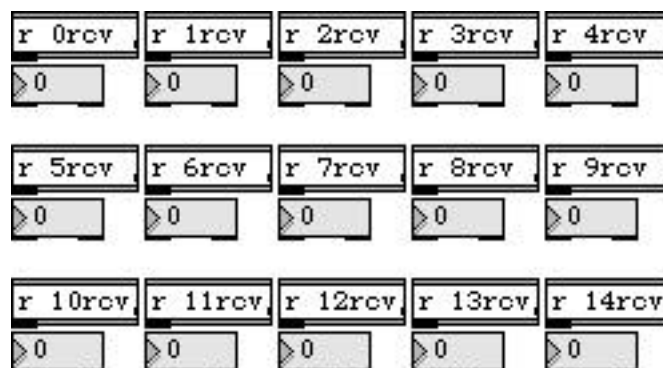 r 0rcv r 1rcv r 2rcv r 3rcv r 4rcv
0 0 0 0 0
r 5rcv r 6rcv r 7rcv r 8rcv r 9rcv
0 0 0 0 0
r 10rcv r 11rcv r 12rcv r 13rcv r 14rcv
0 0 0 0 0